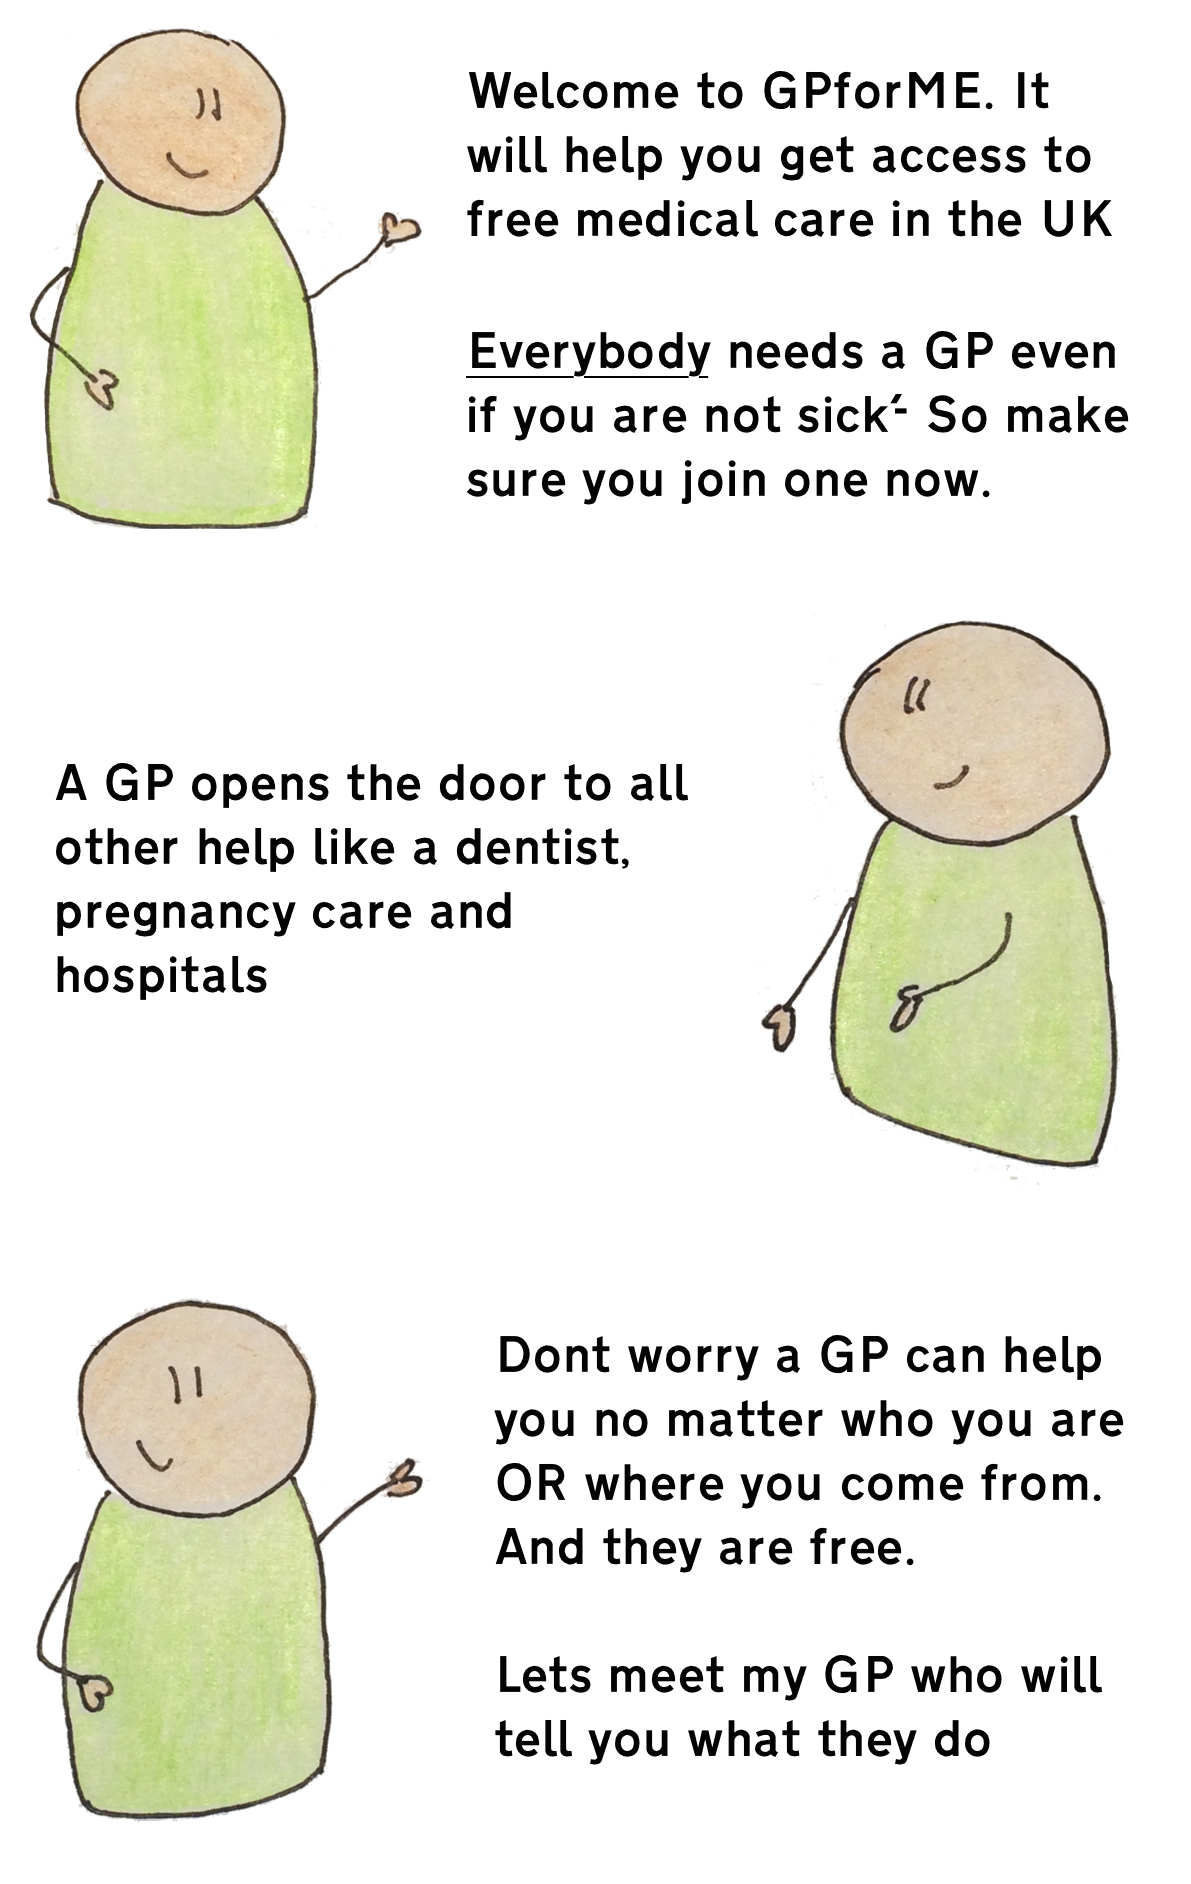 Welcome to GPforME. It
will help you get access to
free medical care in the UK
Everybody needs a GP even
if you are not sick´- So make
sure you join one now.
A GP opens the door to all
other help like a dentist,
pregnancy care and
hospitals
Dont worry a GP can help
you no matter who you are
OR where you come from.
And they are free.
Lets meet my GP who will
tell you what they do